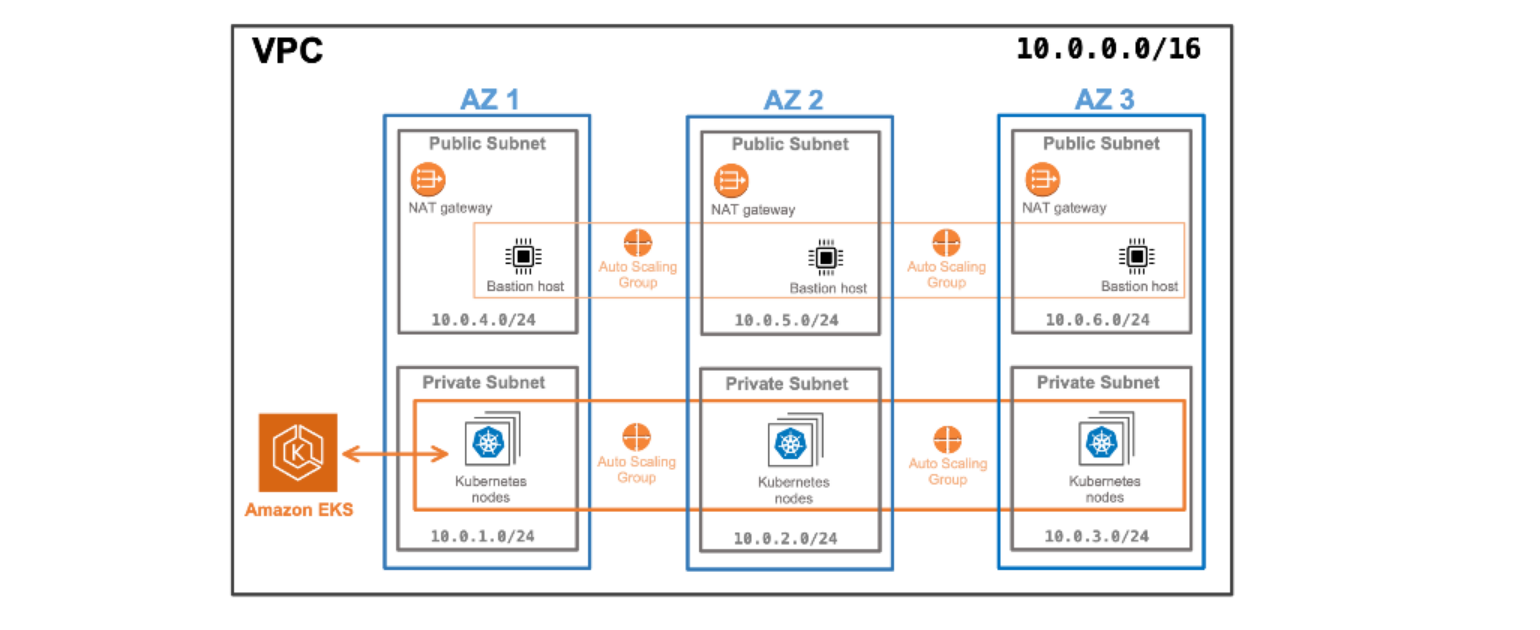 VPC
10.0.0.0/16
AZ 1
AZ 2
AZ 3
Public Subnet
Public Subnet
Public Subnet
NAT gateway
NAT gateway
NAT gateway
Bastion host
Auto Scaling
Group
Bastion host
Auto Scaling
Group
Bastion host
10.0.4.0/24
10.0.5.0/24
10.0.6.0/24
Private Subnet
Private Subnet
Private Subnet
K
Amazon EKS
Kubernetes
nodes
Auto Scaling
Group
Kubernetes
nodes
Auto Scaling
Group
Kubernetes
nodes
10.0.1.0/24
10.0.2.0/24
10.0.3.0/24